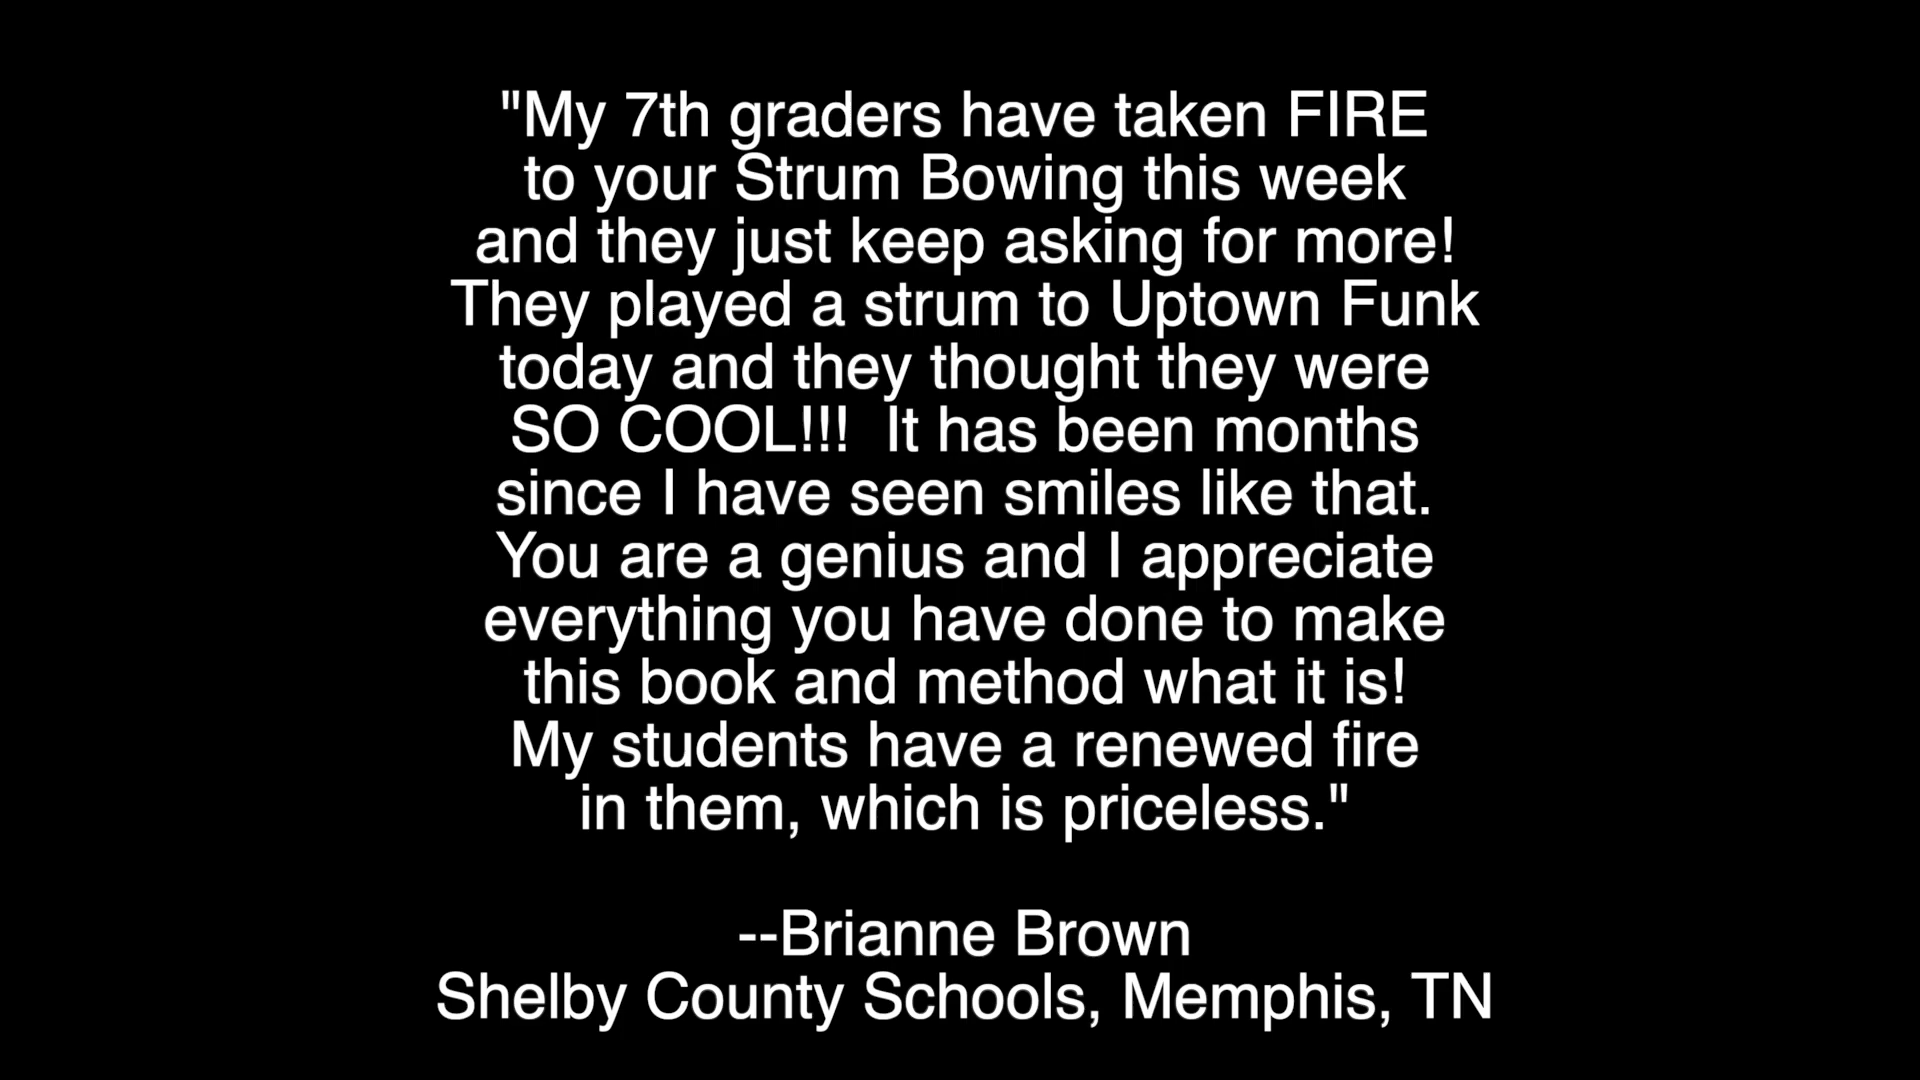 "My 7th graders have taken FIRE
to your Strum Bowing this week
and they just keep asking for more!
They played a strum to Uptown Funk
today and they thought they were
SO COOL!!!  It has been months
since I have seen smiles like that.
You are a genius and I appreciate
everything you have done to make
this book and method what it is!
My students have a renewed fire
in them, which is priceless."
--Brianne Brown
Shelby County Schools, Memphis, TN